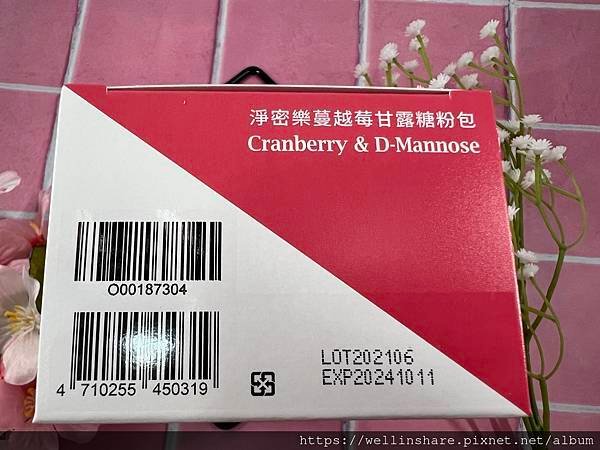 淨密樂蔓越莓甘露糖粉包
Cranberry & D-Mannose
O00187304
4 710255 450319
LOT202106
EXP20241011
https://wellinshare.pixnet.net/album